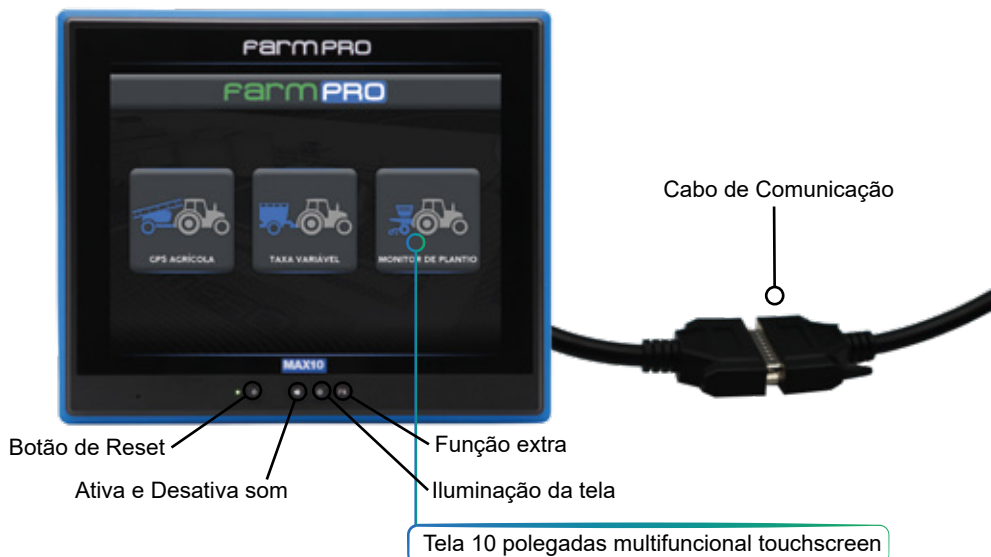 FarmPRO
FarmPRO
GPS AGRÍCOLA
TAXA VARIÁVEL
MONITOR DE PLANTIO
MAX10
Cabo de Comunicação
Botão de Reset
Ativa e Desativa som
Função extra
Iluminação da tela
Tela 10 polegadas multifuncional touchscreen